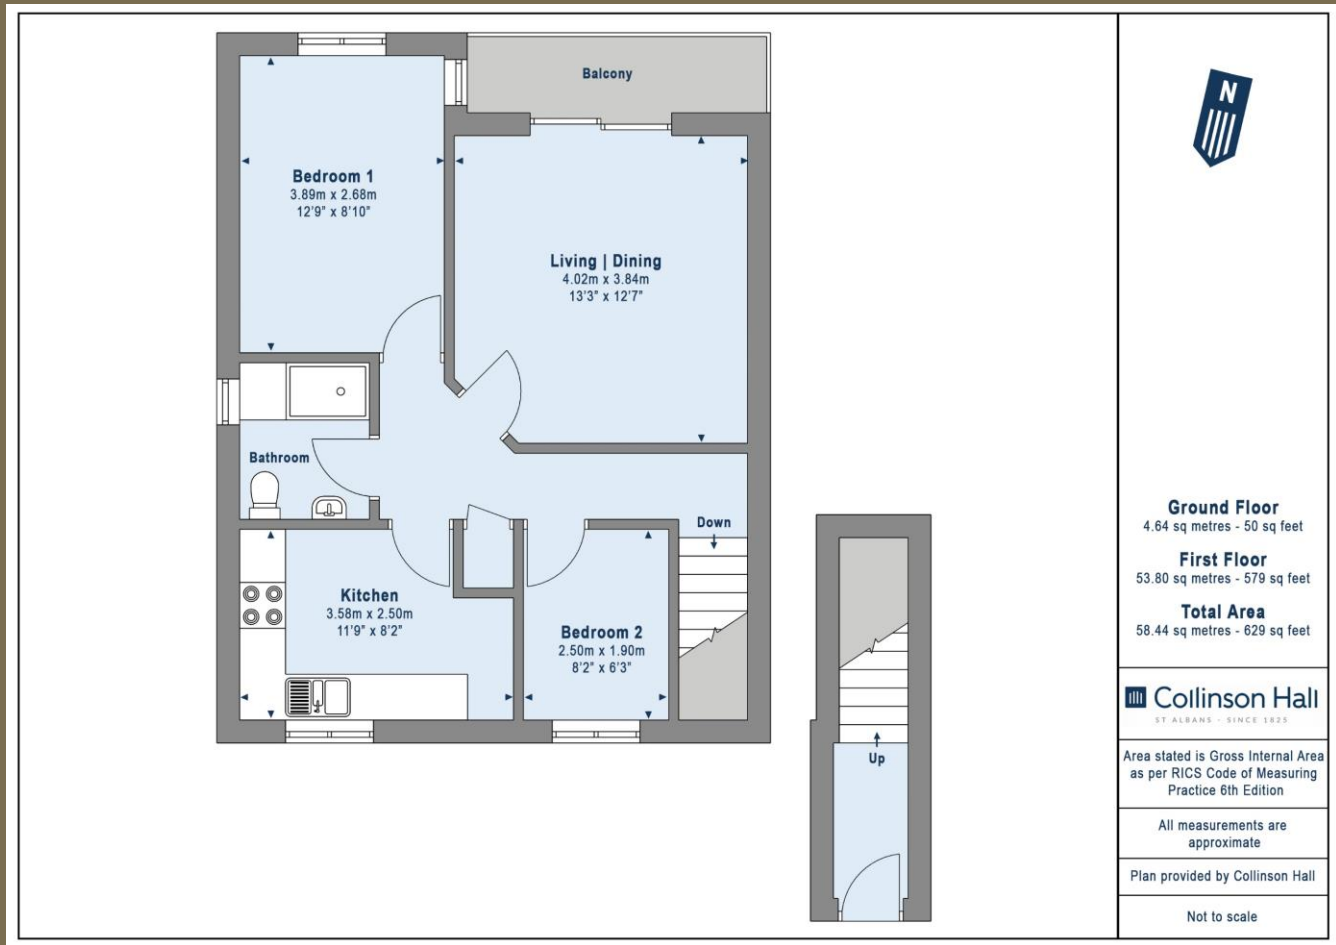 Balcony
Bedroom 1
3.89m x 2.68m
12'9" x 8'10"
Living | Dining
4.02m x 3.84m
13'3" x 12'7"
Bathroom
Down
Kitchen
3.58m x 2.50m
11'9" x 8'2"
Bedroom 2
2.50m x 1.90m
8'2" x 6'3"
Up
N
Ground Floor
4.64 sq metres - 50 sq feet
First Floor
53.80 sq metres - 579 sq feet
Total Area
58.44 sq metres - 629 sq feet
Collinson Hall
ST ALBANS - SINCE 1825
Area stated is Gross Internal Area
as per RICS Code of Measuring
Practice 6th Edition
All measurements are
approximate
Plan provided by Collinson Hall
Not to scale